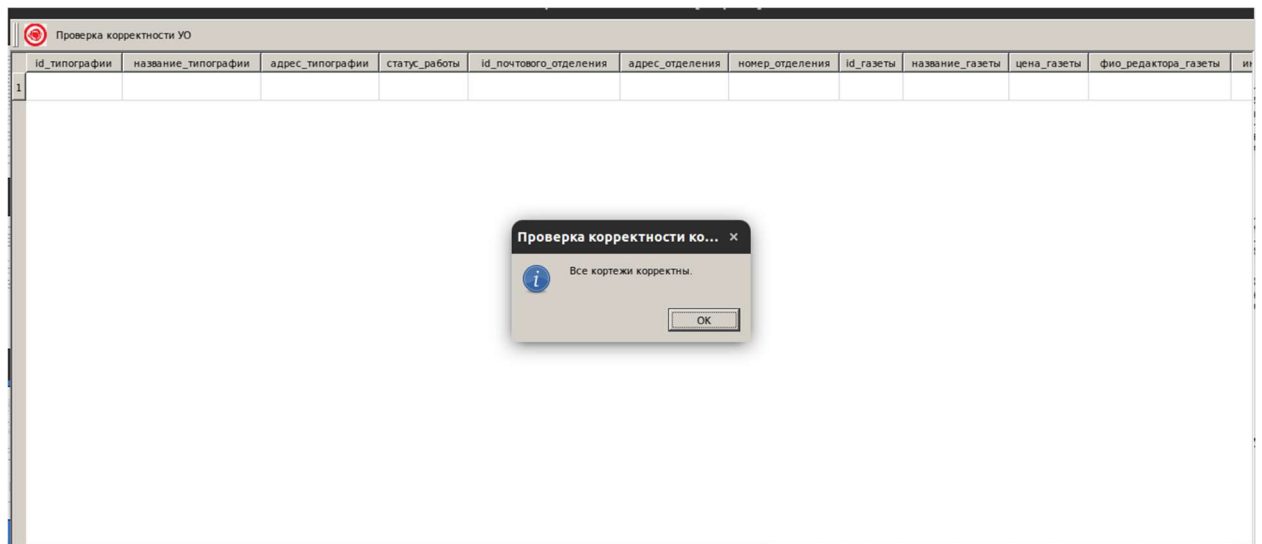 Проверка корректности УО
id_типографии название_типографии адрес_типографии статус_работы id_почтового_отделения адрес_отделения номер_отделения id_газеты название_газеты цена_газеты фио_редактора_газеты
1
Проверка корректности ко... ×
Все кортежи корректны.
OK